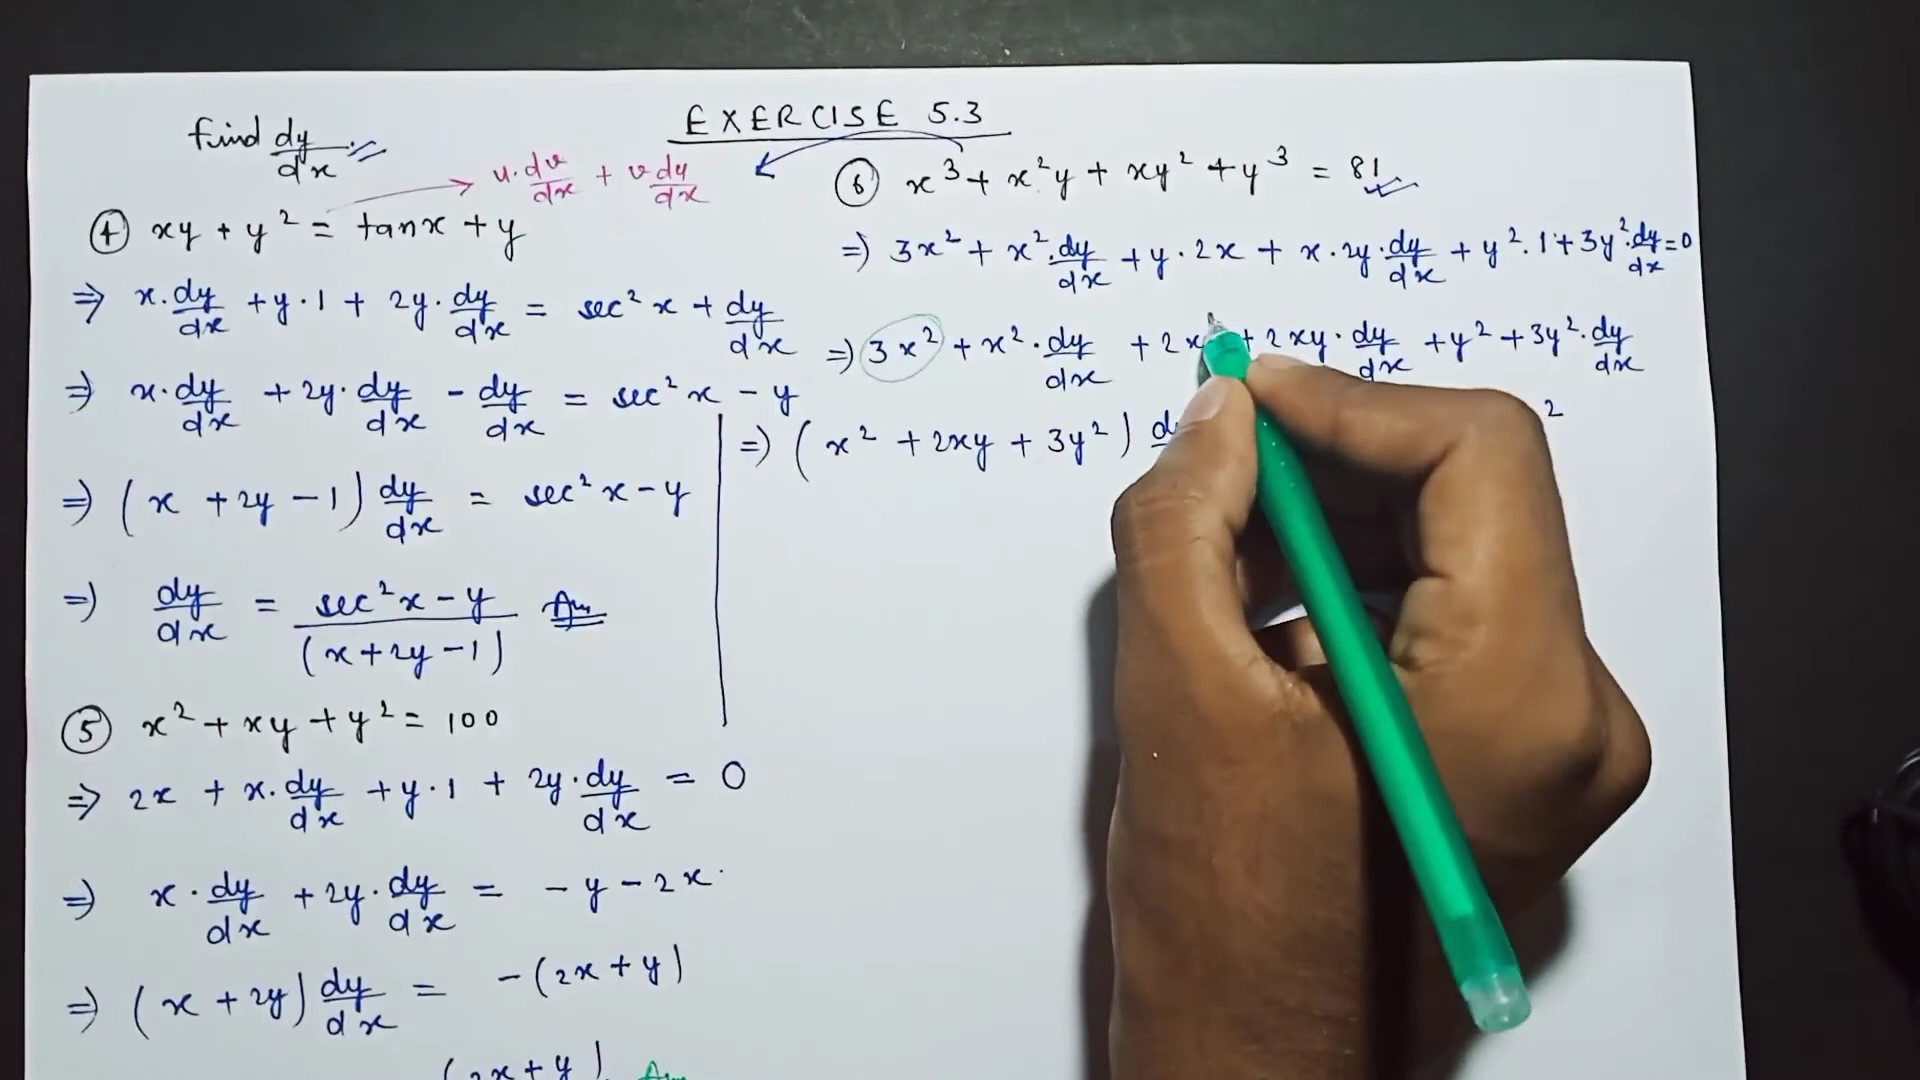 EXERCISE 5.3
Find dy/dx
u.dv/dx + v dy/dx
④ xy + y² = tanx + y
⇒ x.dy/dx + y.1 + 2y.dy/dx = sec²x + dy/dx
⇒ x.dy/dx + 2y.dy/dx - dy/dx = sec²x - y
⇒ (x + 2y - 1) dy/dx = sec²x - y
⇒ dy/dx = sec²x - y / (x + 2y - 1) Ans
⑤ x² + xy + y² = 100
⇒ 2x + x.dy/dx + y.1 + 2y.dy/dx = 0
⇒ x.dy/dx + 2y.dy/dx = - y - 2x
⇒ (x + 2y) dy/dx = - (2x + y)
(2x + y) Ans
⑥ x³ + x²y + xy² + y³ = 81
⇒ 3x² + x².dy/dx + y.2x + x.2y.dy/dx + y².1 + 3y².dy/dx = 0
⇒ 3x² + x².dy/dx + 2x + 2xy.dy/dx + y² + 3y².dy/dx
⇒ (x² + 2xy + 3y²) d 2